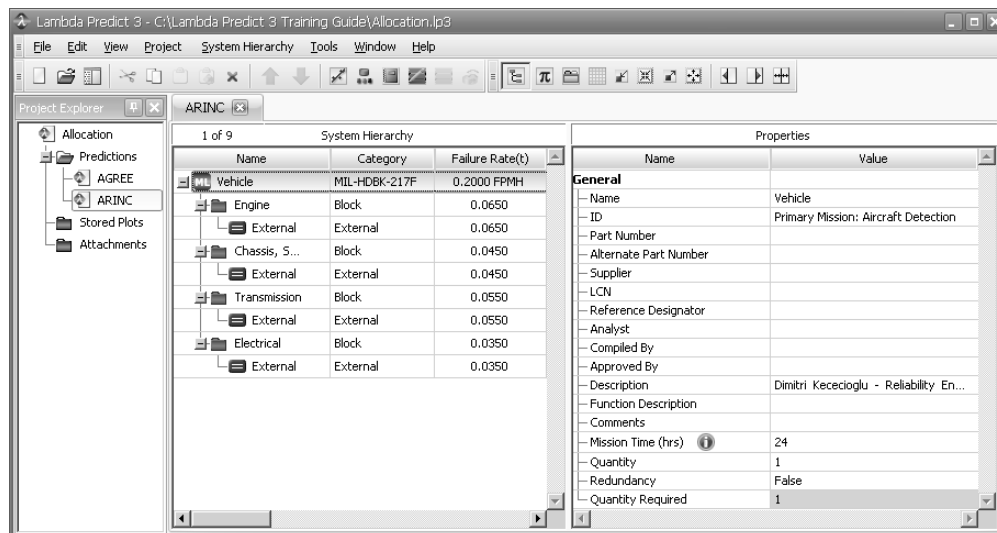 Lambda Predict 3 - C:\Lambda Predict 3 Training Guide\Allocation.lp3
File Edit View Project System Hierarchy Tools Window Help
Project Explorer
Allocation
Predictions
AGREE
ARINC
Stored Plots
Attachments
ARINC
1 of 9 System Hierarchy
Name Category Failure Rate(t)
Vehicle MIL-HDBK-217F 0.2000 FPMH
Engine Block 0.0650
External External 0.0650
Chassis, S... Block 0.0450
External External 0.0450
Transmission Block 0.0550
External External 0.0550
Electrical Block 0.0350
External External 0.0350
Properties
Name Value
General
Name Vehicle
ID Primary Mission: Aircraft Detection
Part Number
Alternate Part Number
Supplier
LCN
Reference Designator
Analyst
Compiled By
Approved By
Description Dimitri Kececioglu - Reliability En...
Function Description
Comments
Mission Time (hrs) 24
Quantity 1
Redundancy False
Quantity Required 1